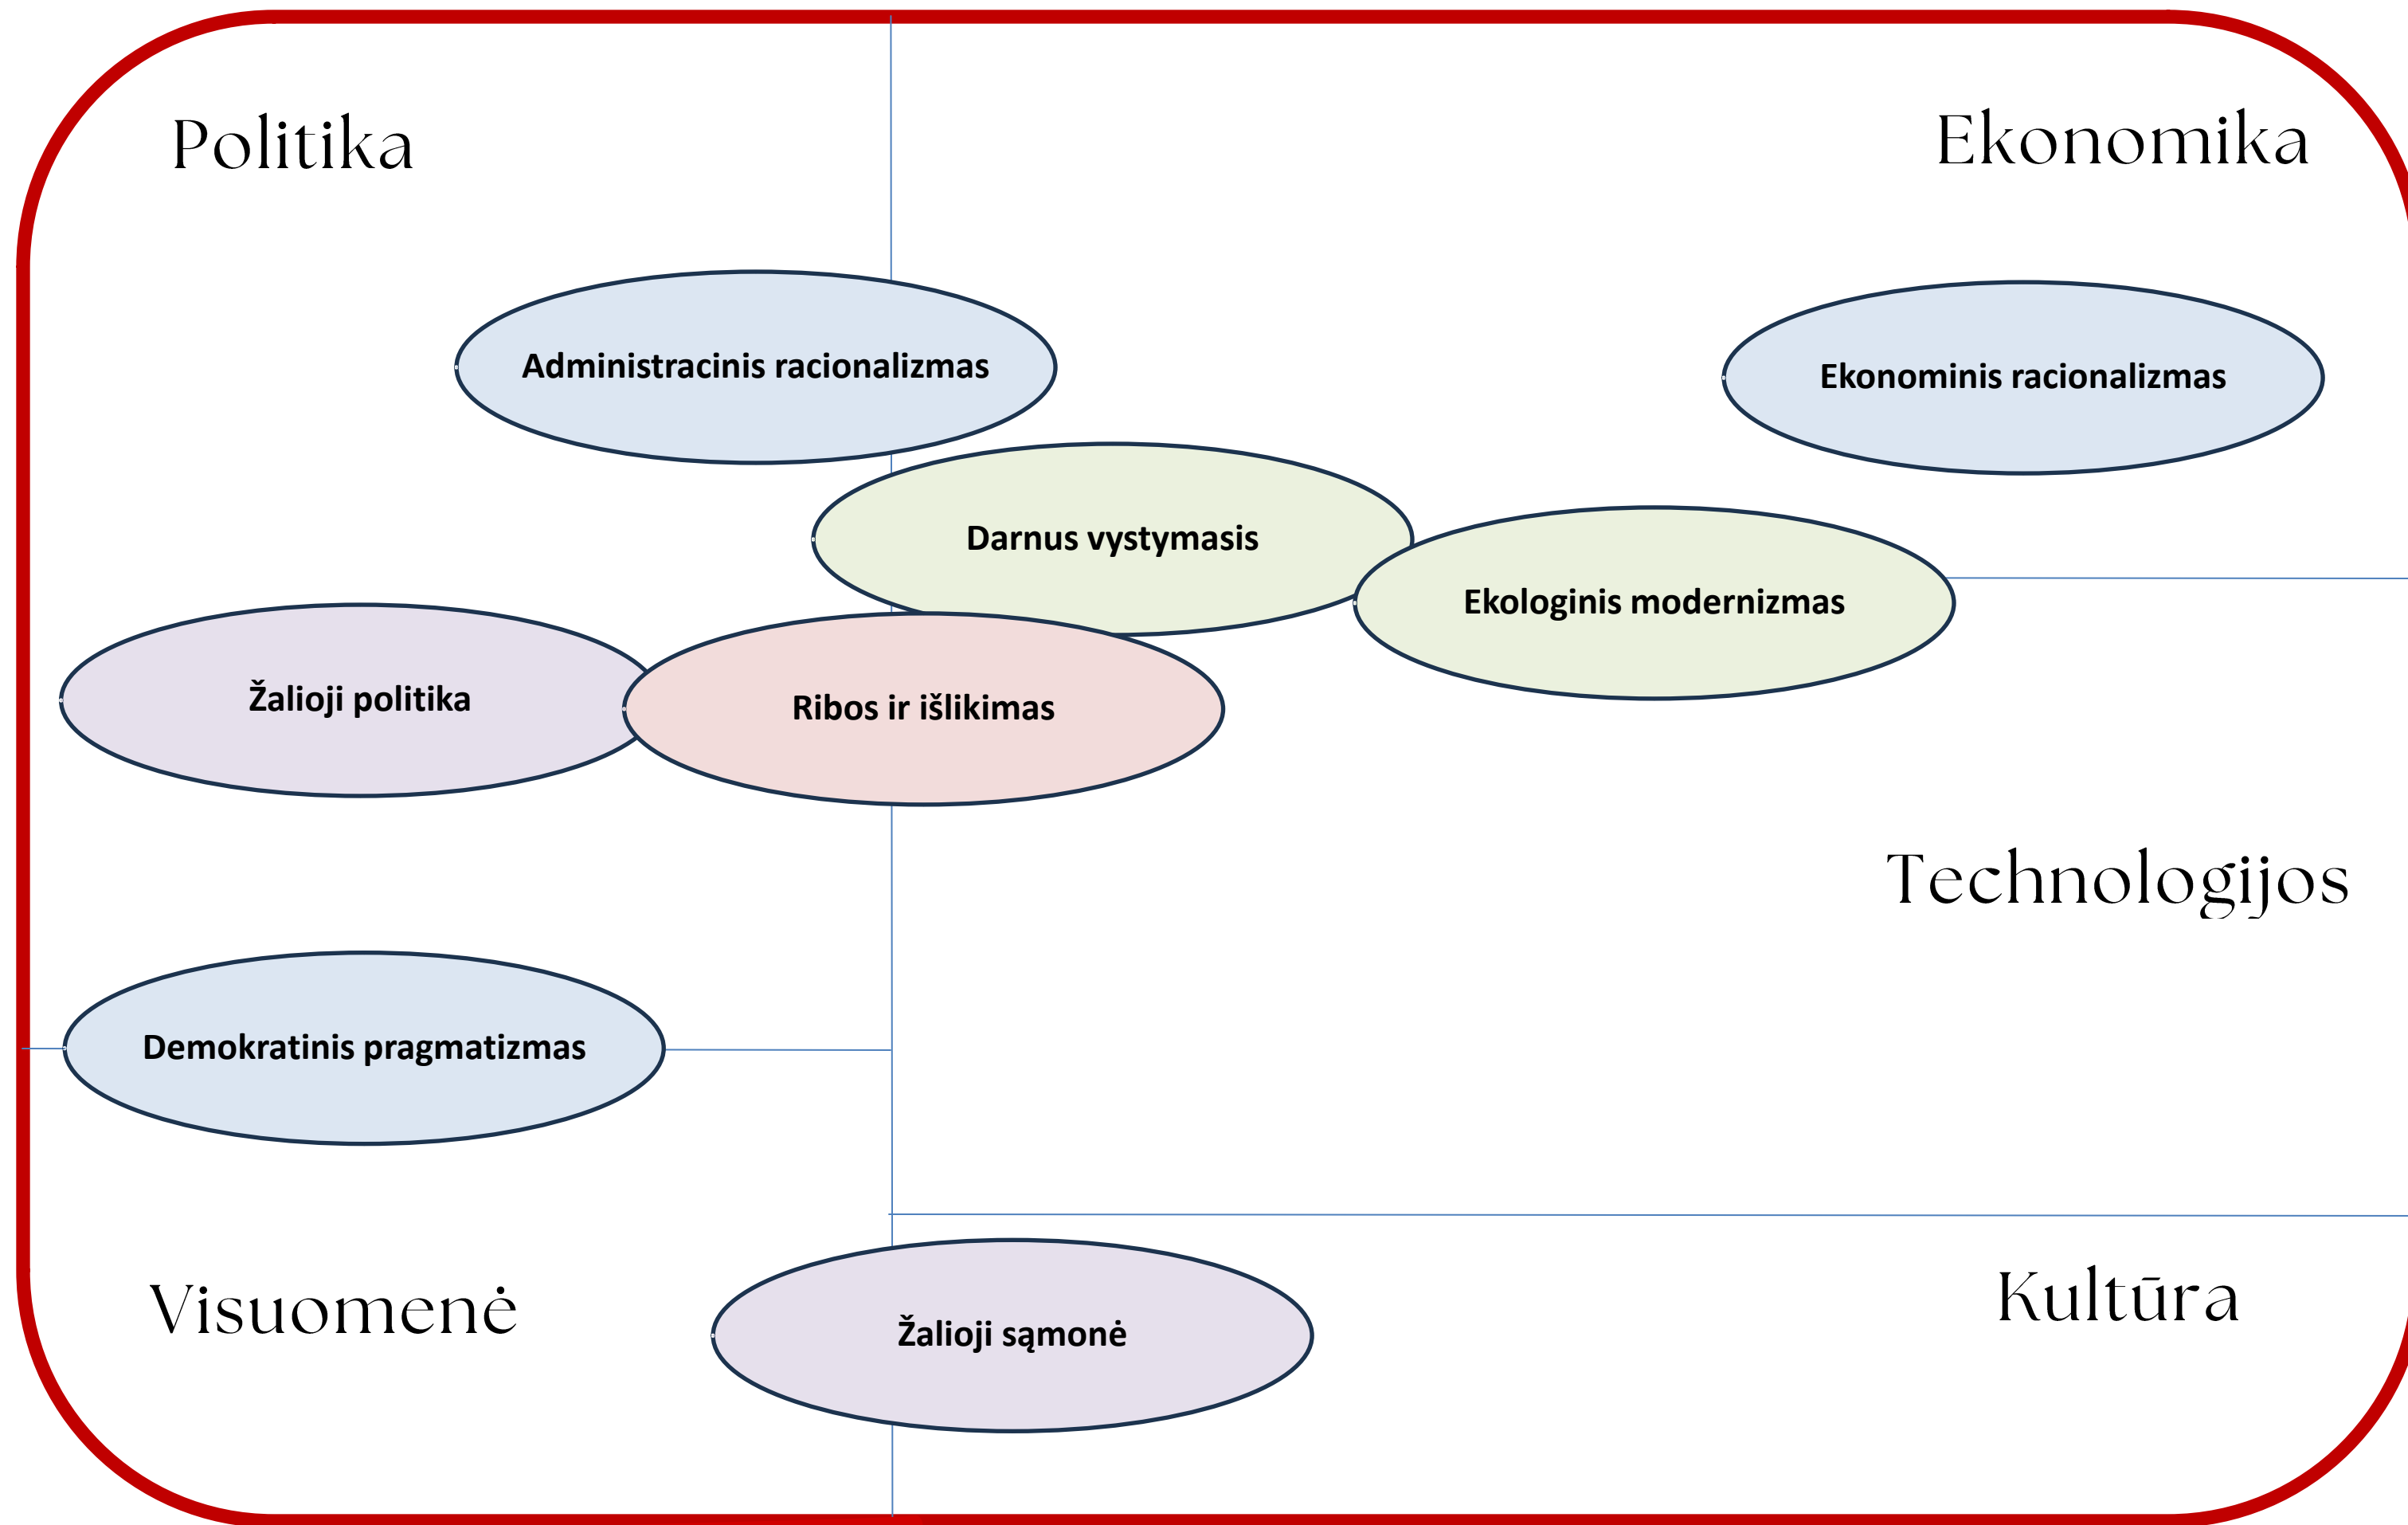 Politika
Ekonomika
Administracinis racionalizmas
Ekonominis racionalizmas
Darnus vystymasis
Ekologinis modernizmas
Žalioji politika
Ribos ir išlikimas
Technologijos
Demokratinis pragmatizmas
Visuomenė
Kultūra
Žalioji sąmonė